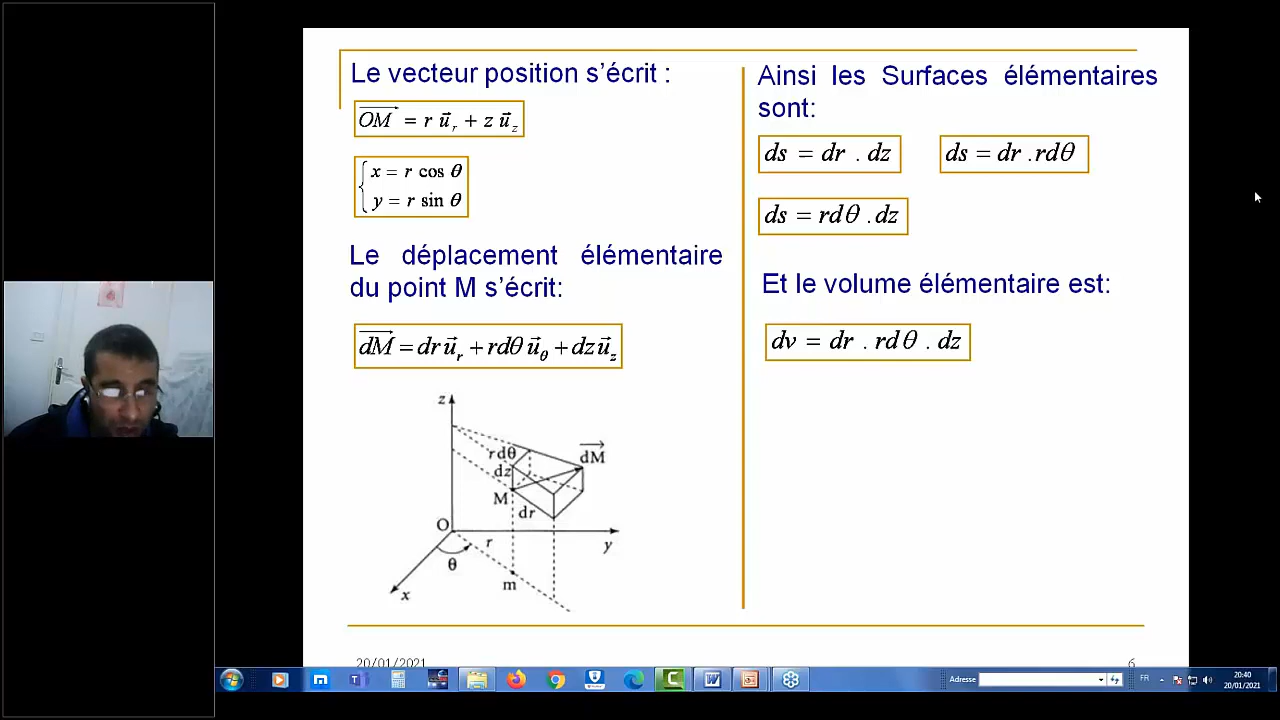 Le vecteur position s'écrit :
OM = r u_r + z u_z
x = r cos θ
y = r sin θ
Le déplacement élémentaire
du point M s'écrit:
dM = dr u_r + rdθ u_θ + dz u_z
z
rdθ
dM
dz
M
dr
O
r
y
θ
m
x
Ainsi les Surfaces élémentaires
sont:
ds = dr . dz
ds = dr .rdθ
ds = rdθ .dz
Et le volume élémentaire est:
dv = dr . rdθ . dz
20/01/2021
6
Adresse
FR
20:40
20/01/2021